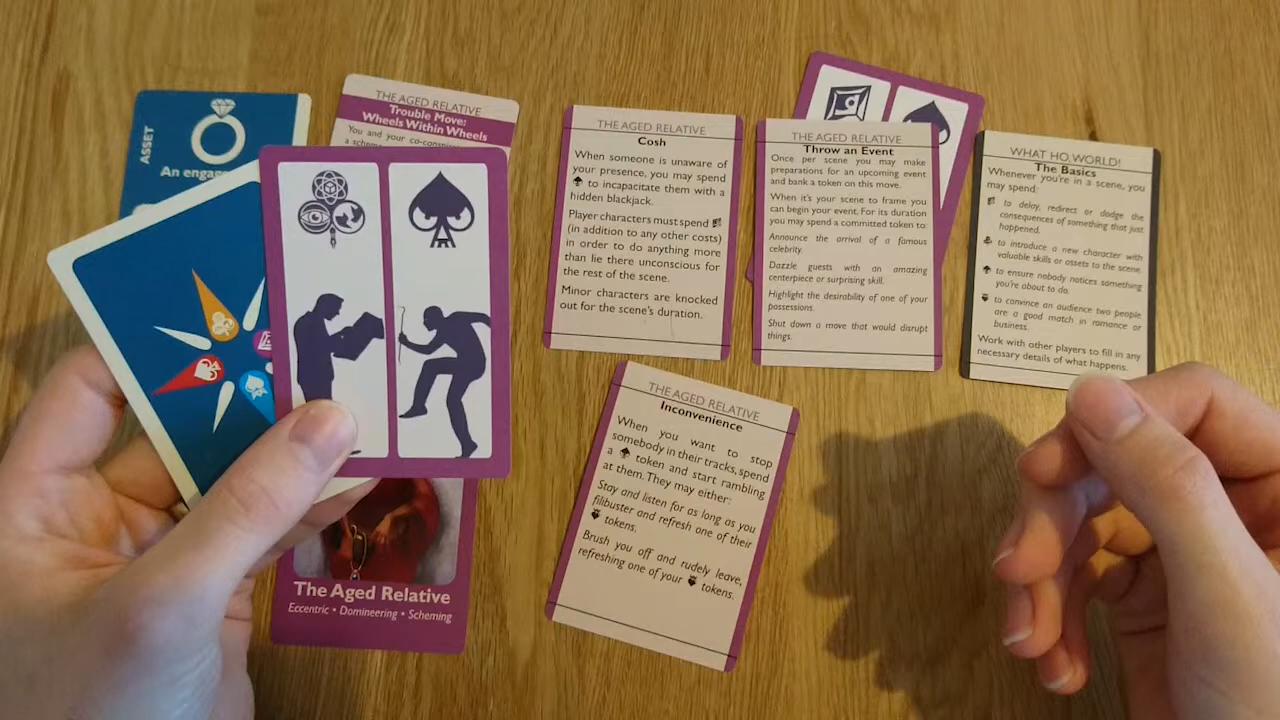 ASSET
An engag
THE AGED RELATIVE
Trouble Move:
Wheels Within Wheels
You and your co-conspi
a schem
The Aged Relative
Eccentric • Domineering • Scheming
THE AGED RELATIVE
Cosh
When someone is unaware of
your presence, you may spend
to incapacitate them with a
hidden blackjack.
Player characters must spend
(in addition to any other costs)
in order to do anything more
than lie there unconscious for
the rest of the scene.
Minor characters are knocked
out for the scene's duration.
THE AGED RELATIVE
Throw an Event
Once per scene you may make
preparations for an upcoming event
and bank a token on this move.
When it's your scene to frame you
can begin your event. For its duration
you may spend a committed token to:
Announce the arrival of a famous
celebrity.
Dazzle guests with an amazing
centerpiece or surprising skill.
Highlight the desirability of one of your
possessions.
Shut down a move that would disrupt
things.
WHAT HO, WORLD!
The Basics
Whenever you're in a scene, you
may spend:
to delay, redirect or dodge the
consequences of something that just
happened.
to introduce a new character with
valuable skills or assets to the scene.
to ensure nobody notices something
you're about to do.
to convince an audience two people
are a good match in romance or
business.
Work with other players to fill in any
necessary details of what happens.
THE AGED RELATIVE
Inconvenience
When you want to stop
somebody in their tracks, spend
a token and start rambling
at them. They may either:
Stay and listen for as long as you
filibuster and refresh one of their
tokens.
Brush you off and rudely leave,
refreshing one of your tokens.